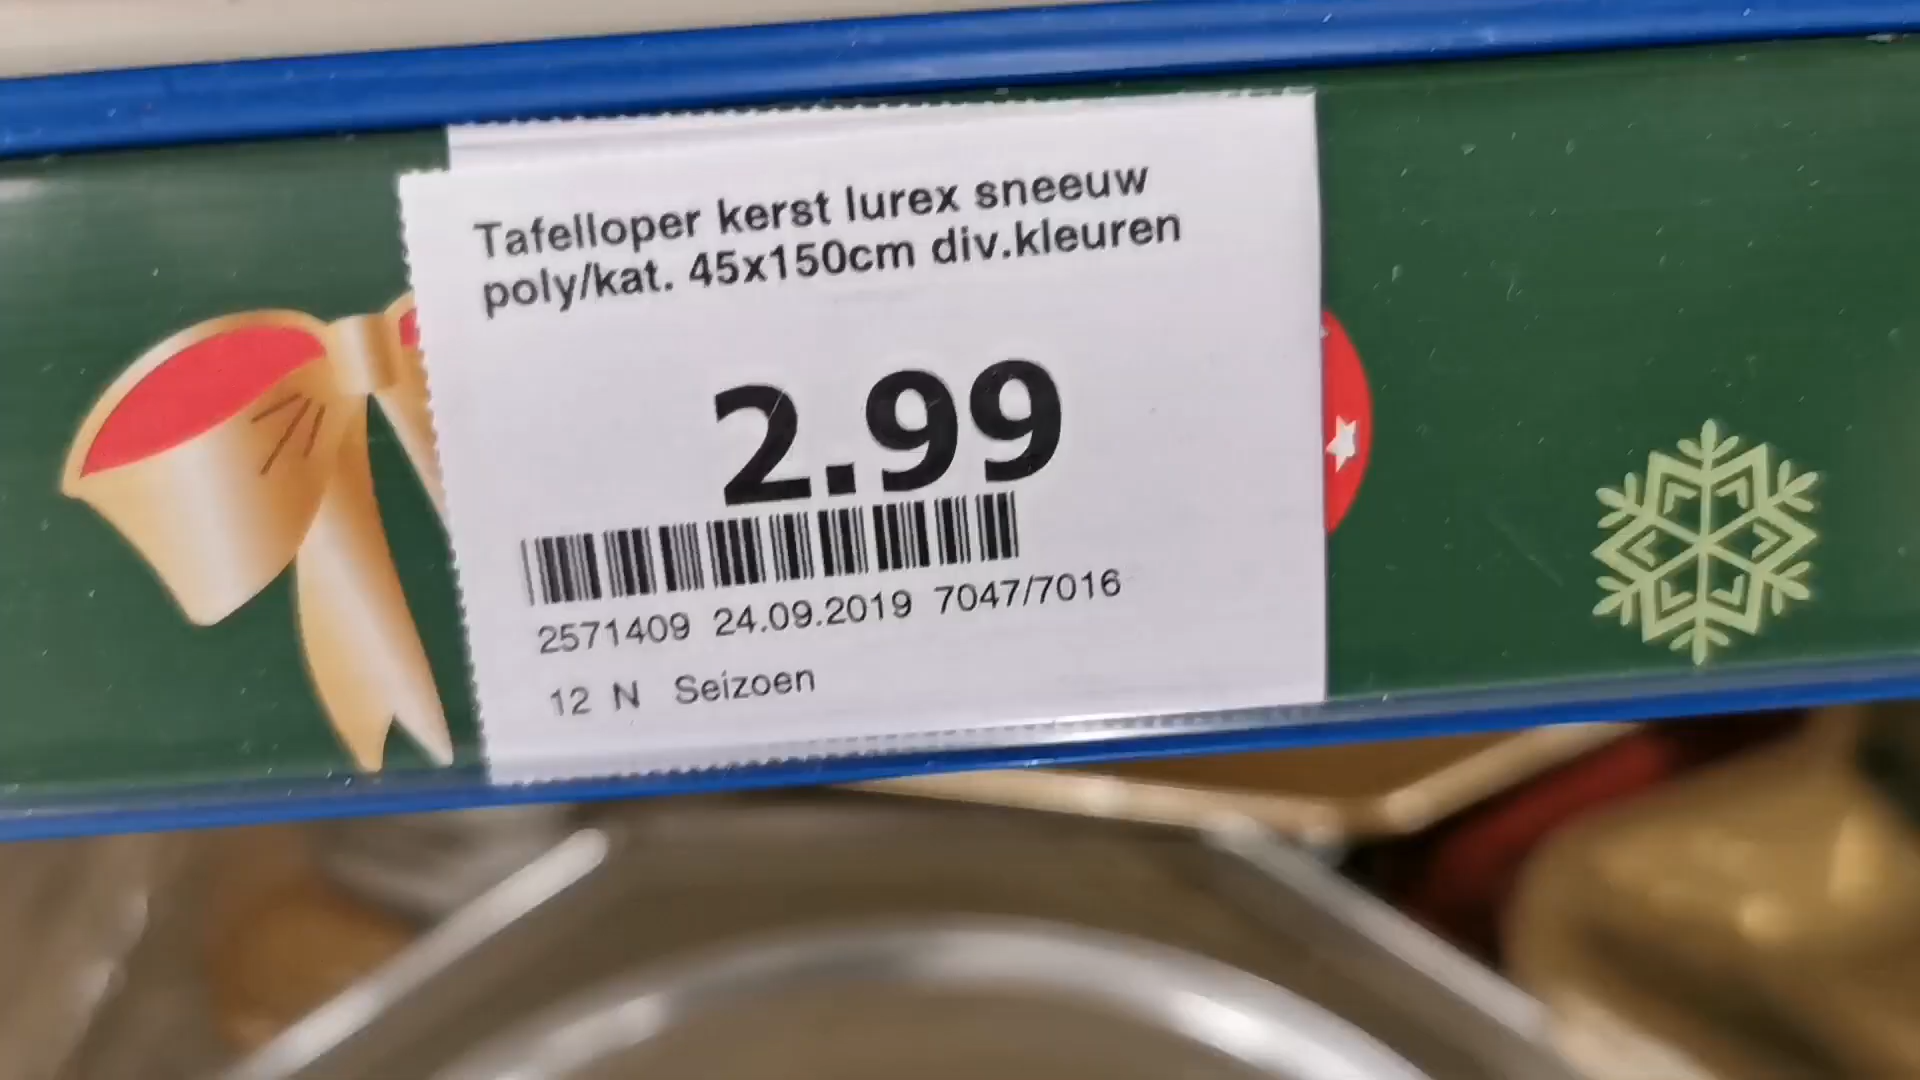 Tafelloper kerst lurex sneeuw
poly/kat. 45x150cm div.kleuren
2.99
2571409 24.09.2019 7047/7016
12 N Seizoen